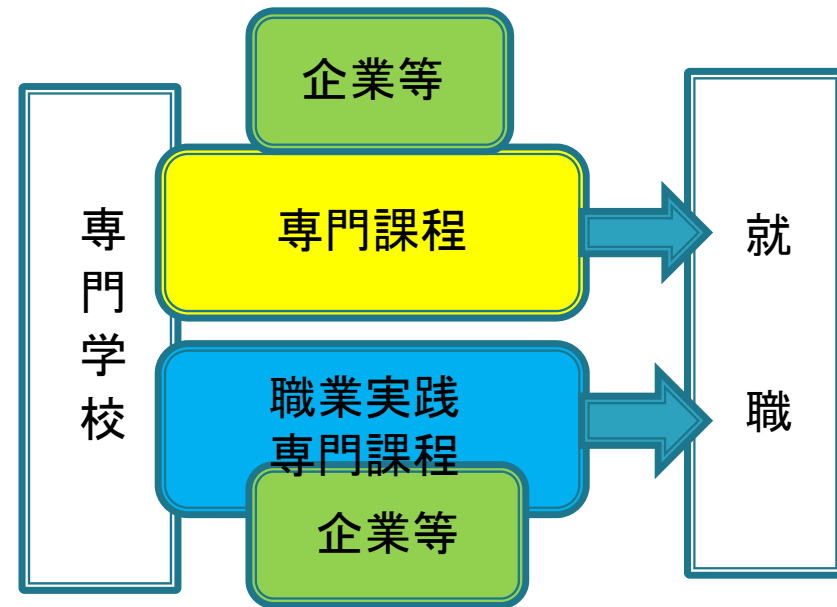 企業等
専門学校
専門課程
就職
職業実践
専門課程
企業等